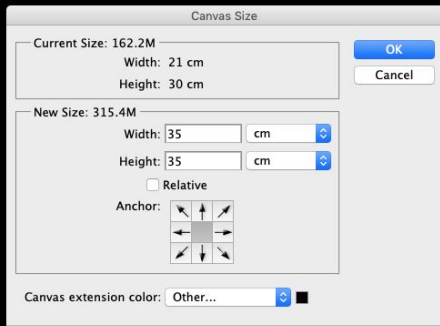 Canvas Size
Current Size: 162.2M
Width: 21 cm
Height: 30 cm
OK
Cancel
New Size: 315.4M
Width: 35 cm
Height: 35 cm
Relative
Anchor:
Canvas extension color: Other...